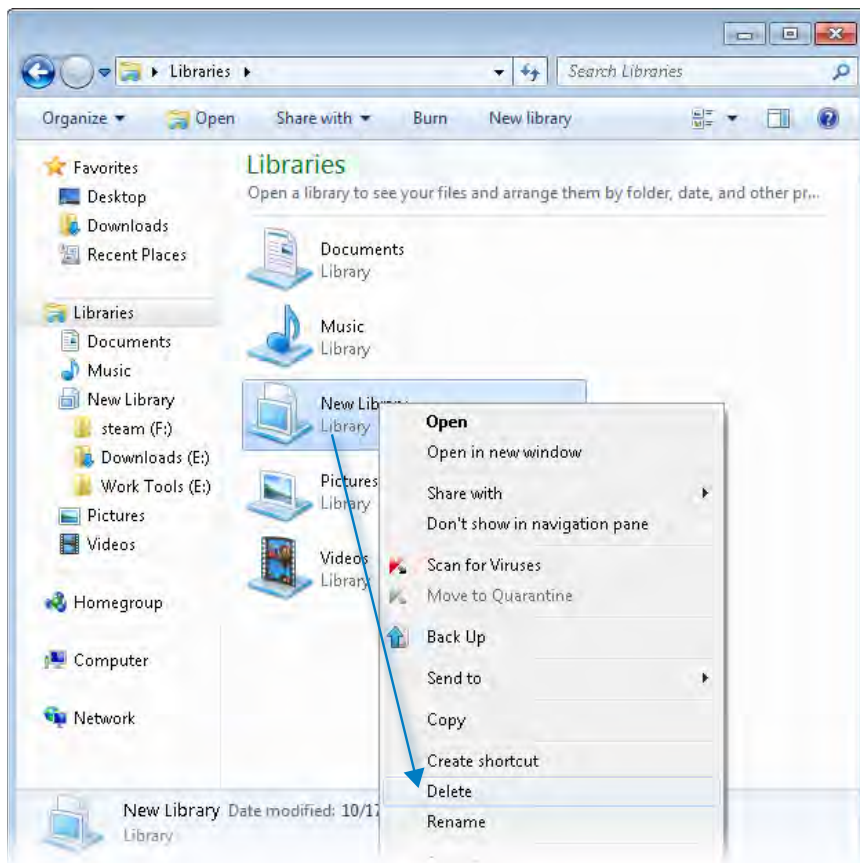 Libraries
Search Libraries
Organize
Open
Share with
Burn
New library
Favorites
Desktop
Downloads
Recent Places
Libraries
Documents
Music
New Library
steam (F:)
Downloads (E:)
Work Tools (E:)
Pictures
Videos
Homegroup
Computer
Network
Libraries
Open a library to see your files and arrange them by folder, date, and other pr...
Documents
Library
Music
Library
New Library
Library
Pictures
Library
Videos
Library
Open
Open in new window
Share with
Don't show in navigation pane
Scan for Viruses
Move to Quarantine
Back Up
Send to
Copy
Create shortcut
Delete
Rename
New Library Date modified: 10/17
Library